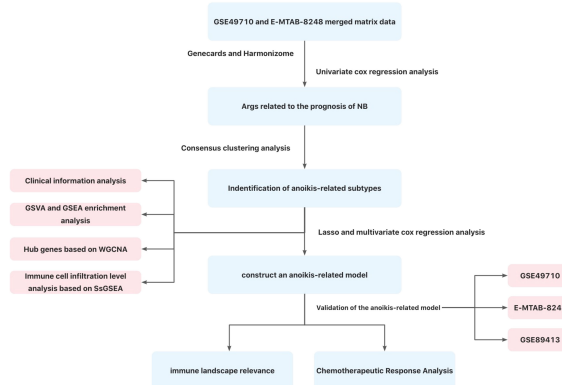 GSE49710 and E-MTAB-8248 merged matrix data
Genecards and Harmonizome
Univariate cox regression analysis
Args related to the prognosis of NB
Consensus clustering analysis
Clinical information analysis
Indentification of anoikis-related subtypes
GSVA and GSEA enrichment
analysis
Lasso and multivariate cox regression analysis
Hub genes based on WGCNA
Immune cell infiltration level
analysis based on SsGSEA
construct an anoikis-related model
GSE49710
Validation of the anoikis-related model
E-MTAB-824
GSE89413
immune landscape relevance
Chemotherapeutic Response Analysis